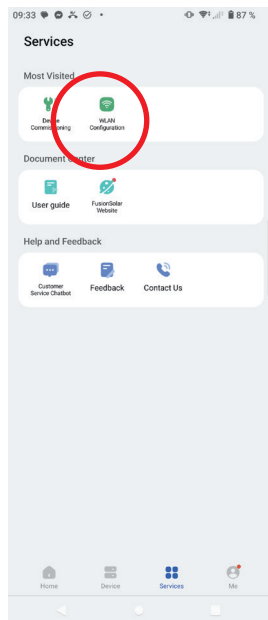 09:33 87 %
Services
Most Visited
Device
Commissioning
WLAN
Configuration
Document Center
User guide
FusionSolar
Website
Help and Feedback
Customer
Service Chatbot
Feedback
Contact Us
Home Device Services Me